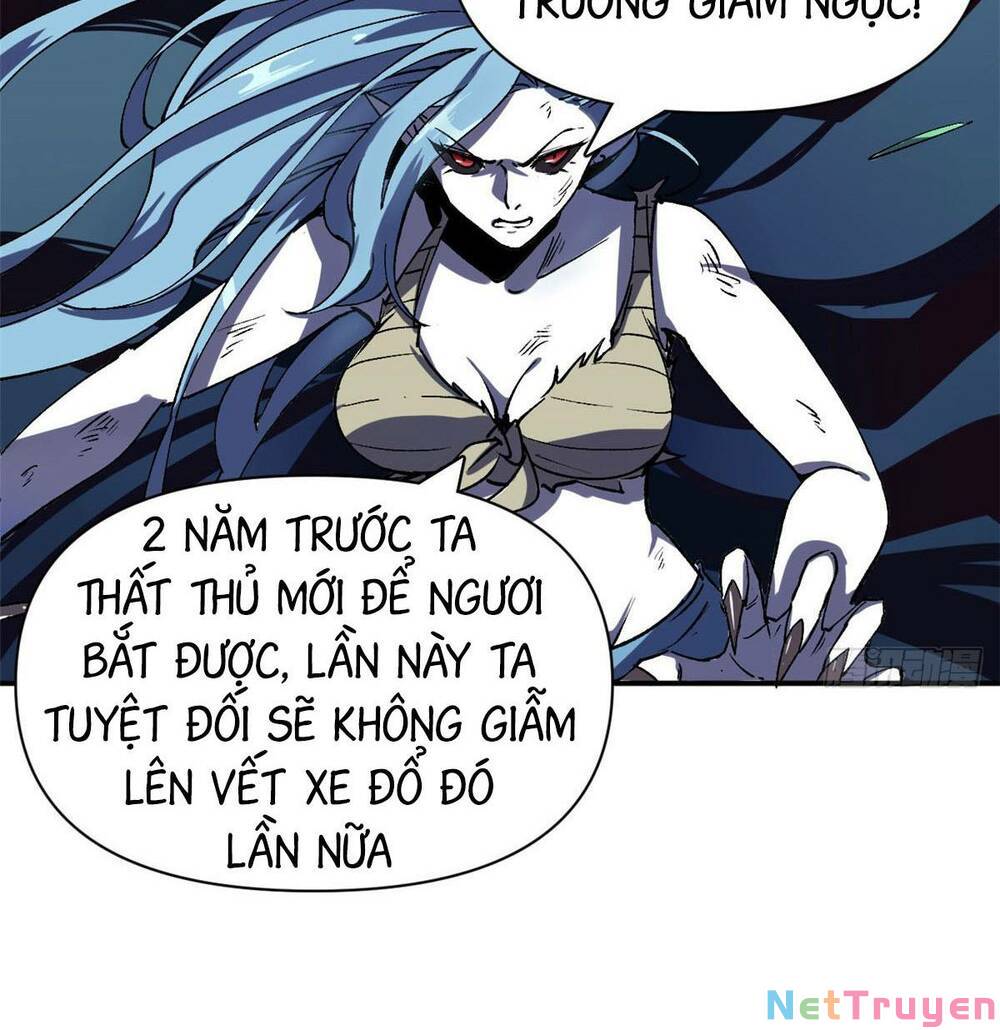 TRƯỞNG GIÁM NGỤC!
2 NĂM TRƯỚC TA
THẤT THỦ MỚI ĐỂ NGƯƠI
BẮT ĐƯỢC, LẦN NÀY TA
TUYỆT ĐỐI SẼ KHÔNG GIẪM
LÊN VẾT XE ĐỔ ĐÓ
LẦN NỮA
NetTruyen